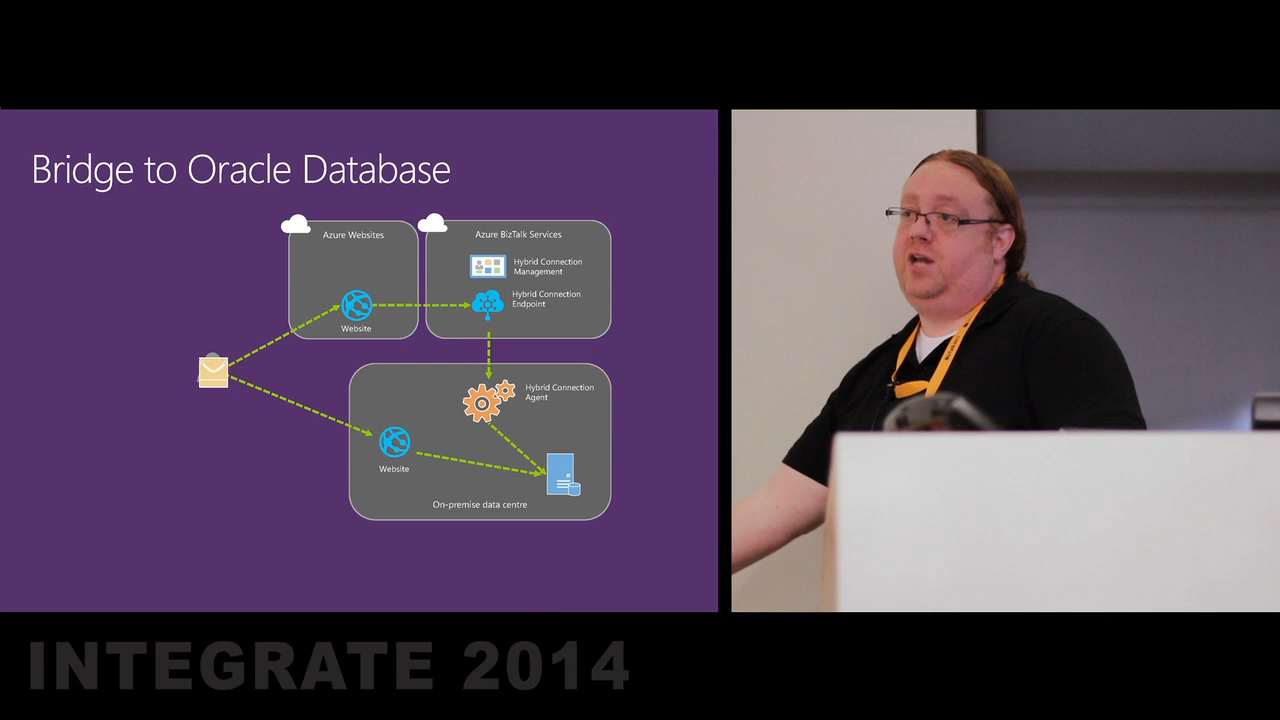 Bridge to Oracle Database
Azure Websites
Azure BizTalk Services
Hybrid Connection
Management
Hybrid Connection
Endpoint
Website
Hybrid Connection
Agent
Website
On-premise data centre
INTEGRATE 2014